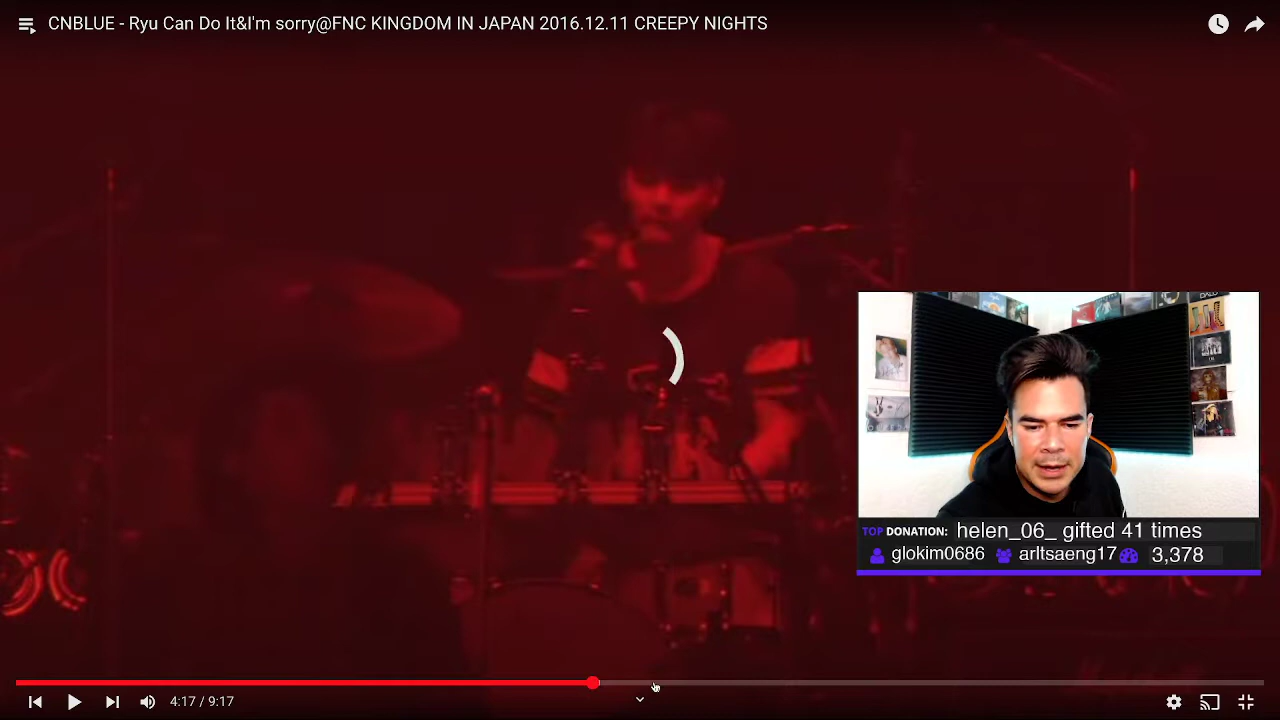 CNBLUE - Ryu Can Do It&I'm sorry@FNC KINGDOM IN JAPAN 2016.12.11 CREEPY NIGHTS
TOP DONATION: helen_06_ gifted 41 times
glokim0686 arltsaeng17 3,378
4:17 / 9:17